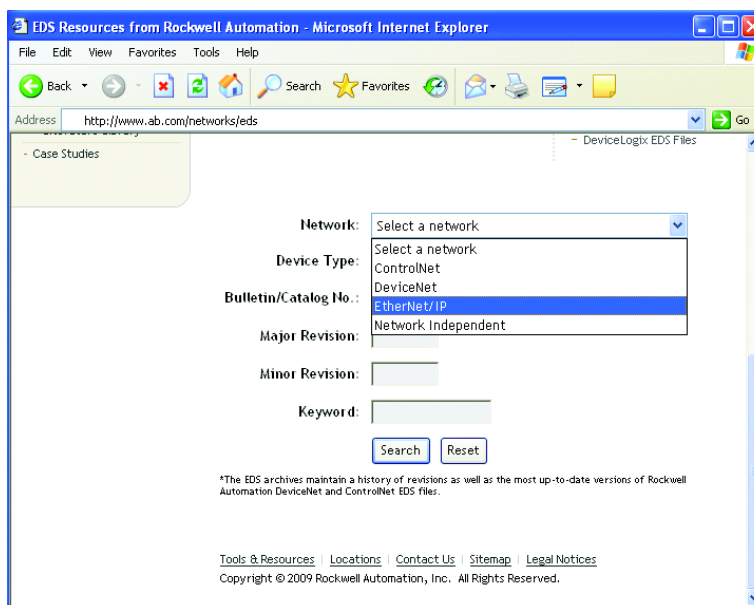 EDS Resources from Rockwell Automation - Microsoft Internet Explorer
File Edit View Favorites Tools Help
Back Search Favorites
Address http://www.ab.com/networks/eds Go
- Case Studies
- DeviceLogix EDS Files
Network: Select a network
Select a network
Device Type:
ControlNet
DeviceNet
Bulletin/Catalog No.:
EtherNet/IP
Network Independent
Major Revision:
Minor Revision:
Keyword:
Search Reset
*The EDS archives maintain a history of revisions as well as the most up-to-date versions of Rockwell
Automation DeviceNet and ControlNet EDS files.
Tools & Resources | Locations | Contact Us | Sitemap | Legal Notices
Copyright © 2009 Rockwell Automation, Inc. All Rights Reserved.